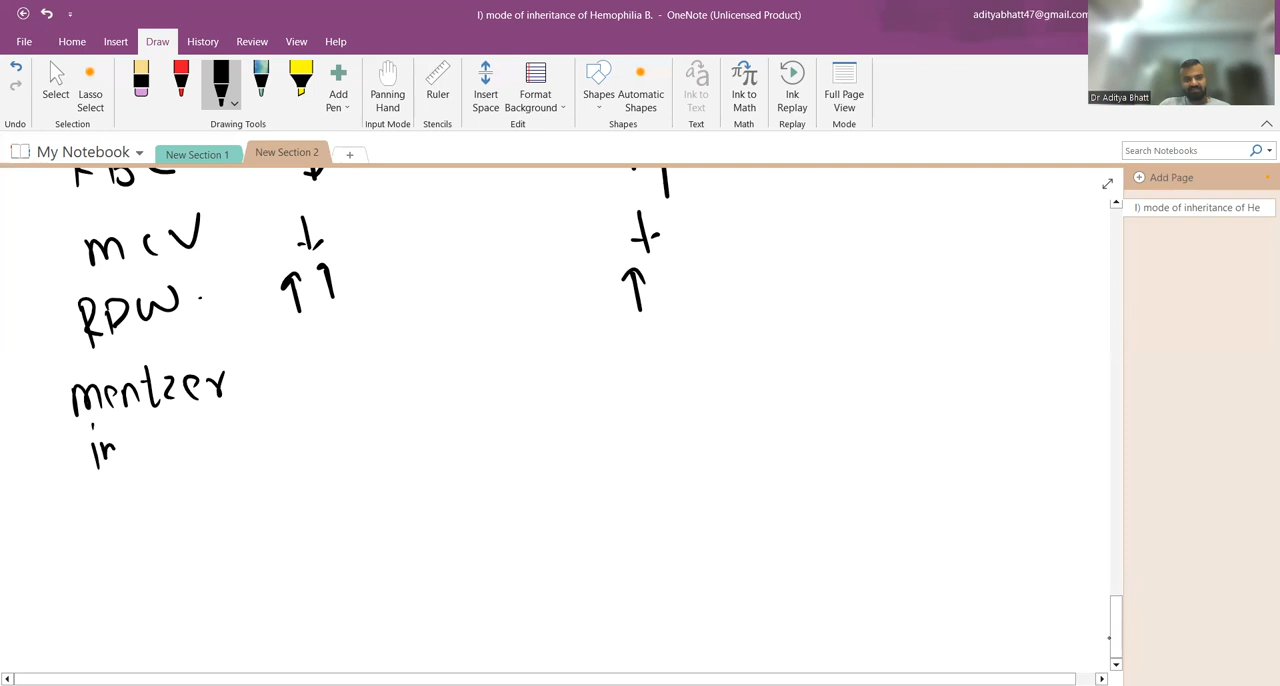 I) mode of inheritance of Hemophilia B. - OneNote (Unlicensed Product)
adityabhatt47@gmail.com
File Home Insert Draw History Review View Help
Select
Lasso Select
Add Pen
Panning Hand
Ruler
Insert Space
Format Background
Shapes
Automatic Shapes
Ink to Text
Ink to Math
Ink Replay
Full Page View
Undo Selection Drawing Tools Input Mode Stencils Edit Shapes Text Math Replay Mode
Dr Aditya Bhatt
My Notebook New Section 1 New Section 2
Search Notebooks
Add Page
I) mode of inheritance of He
RBC ↓ ↑
mcV ↓ ↓
RDW. ↑↑ ↑
mentzer
in